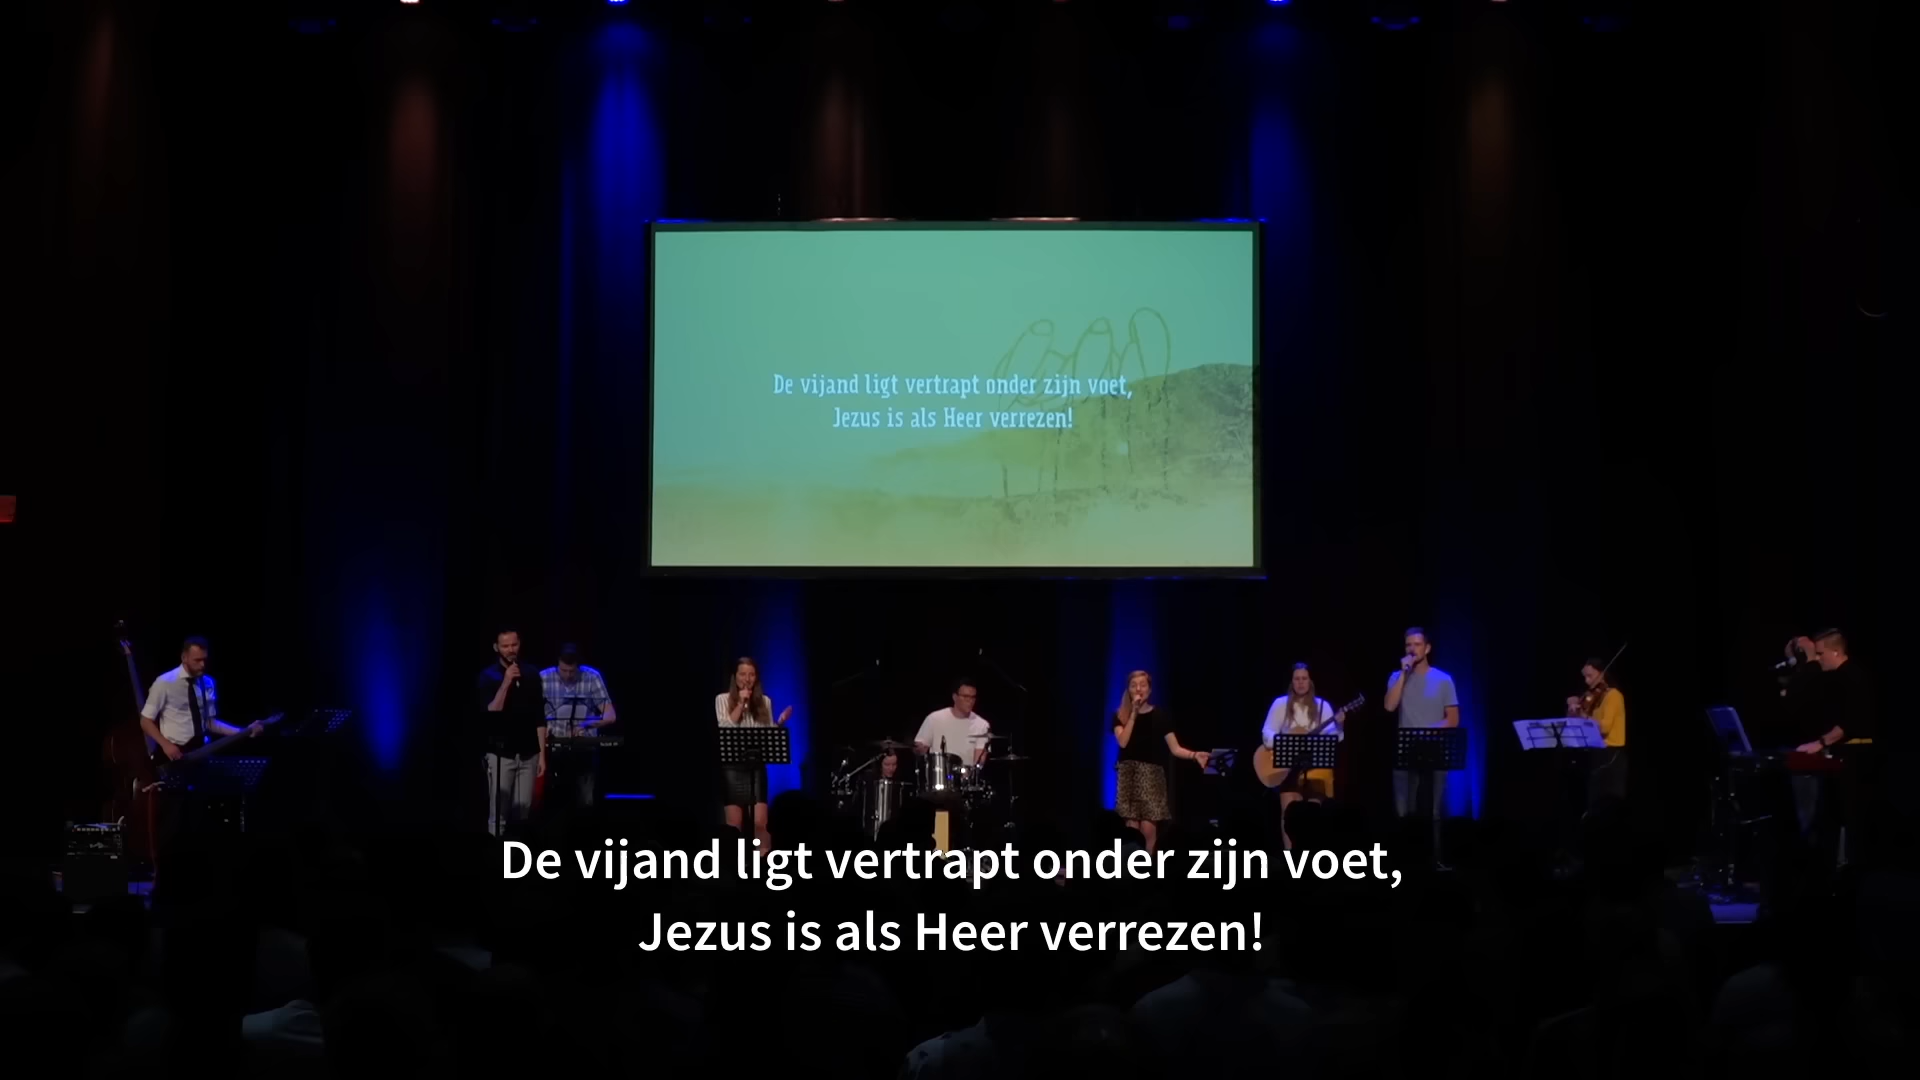 De vijand ligt vertrapt onder zijn voet,
Jezus is als Heer verrezen!
De vijand ligt vertrapt onder zijn voet,
Jezus is als Heer verrezen!